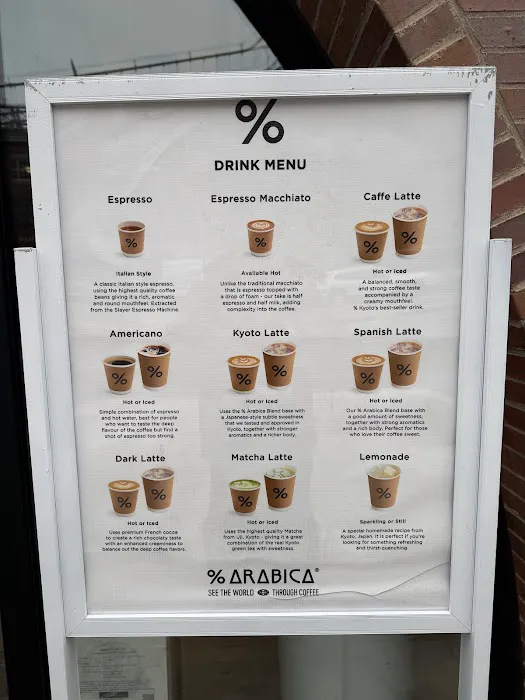 %
DRINK MENU
Espresso
Italian Style
A classic italian style espresso,
using the highest quality coffee
beans giving it a rich, aromatic
and round mouthfeel. Extracted
from the Slayer Espresso Machine.
Espresso Macchiato
Available Hot
Unlike the traditional macchiato
that is espresso topped with
a drop of foam - our take is half
espresso and half milk, adding
complexity into the coffee.
Caffe Latte
Hot or Iced
A balanced, smooth,
and strong coffee taste
accompanied by a
creamy mouthfeel.
% Kyoto's best-seller drink.
Americano
Hot or Iced
Simple combination of espresso
and hot water, best for people
who want to taste the deep
flavour of the coffee but find a
shot of espresso too strong.
Kyoto Latte
Hot or Iced
Uses the % Arabica Blend base with
a Japanese-style subtle sweetness
that we tested and approved in
Kyoto, together with stronger
aromatics and a richer body.
Spanish Latte
Hot or Iced
Our % Arabica Blend base with
a good amount of sweetness,
together with strong aromatics
and a rich body. Perfect for those
who love their coffee sweet.
Dark Latte
Hot or Iced
Uses premium French cocoa
to create a rich chocolaty taste
with an enhanced creaminess to
balance out the deep coffee flavors.
Matcha Latte
Hot or Iced
Uses the highest quality Matcha
from Uji, Kyoto - giving it a great
combination of the real Kyoto
green tea with sweetness.
Lemonade
Sparkling or Still
A special homemade recipe from
Kyoto, Japan. It is perfect if you're
looking for something refreshing
and thirst-quenching.
% ARABICA®
SEE THE WORLD THROUGH COFFEE